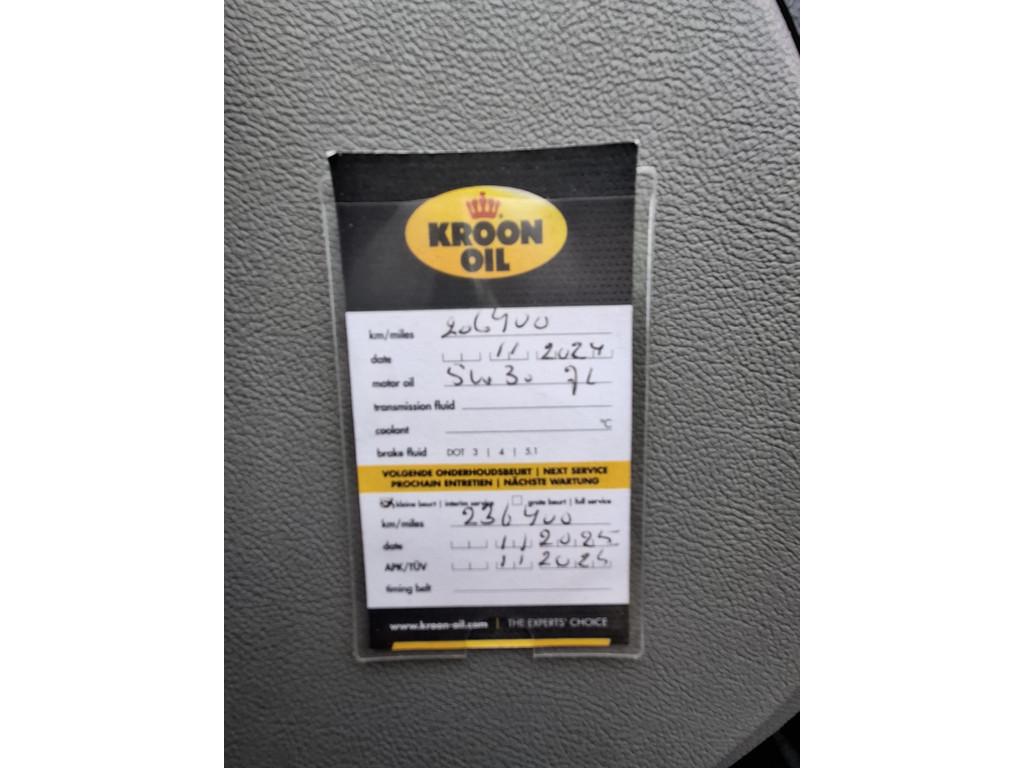 KROON
OIL
km/miles 206400
date 11 2024
motor oil 5w30 7L
transmission fluid
coolant °C
brake fluid DOT 3 | 4 | 5.1
VOLGENDE ONDERHOUDSBEURT | NEXT SERVICE
PROCHAIN ENTRETIEN | NÄCHSTE WARTUNG
kleine beurt | interim service grote beurt | full service
km/miles 236400
date 11 2025
APK/TÜV 11 2025
timing belt
www.kroon-oil.com | THE EXPERTS' CHOICE